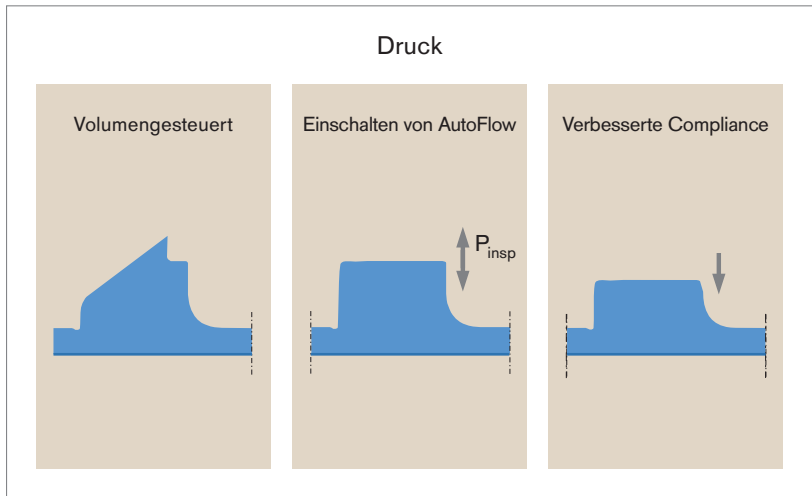 Druck
Volumengesteuert
Einschalten von AutoFlow
Verbesserte Compliance
Pinsp